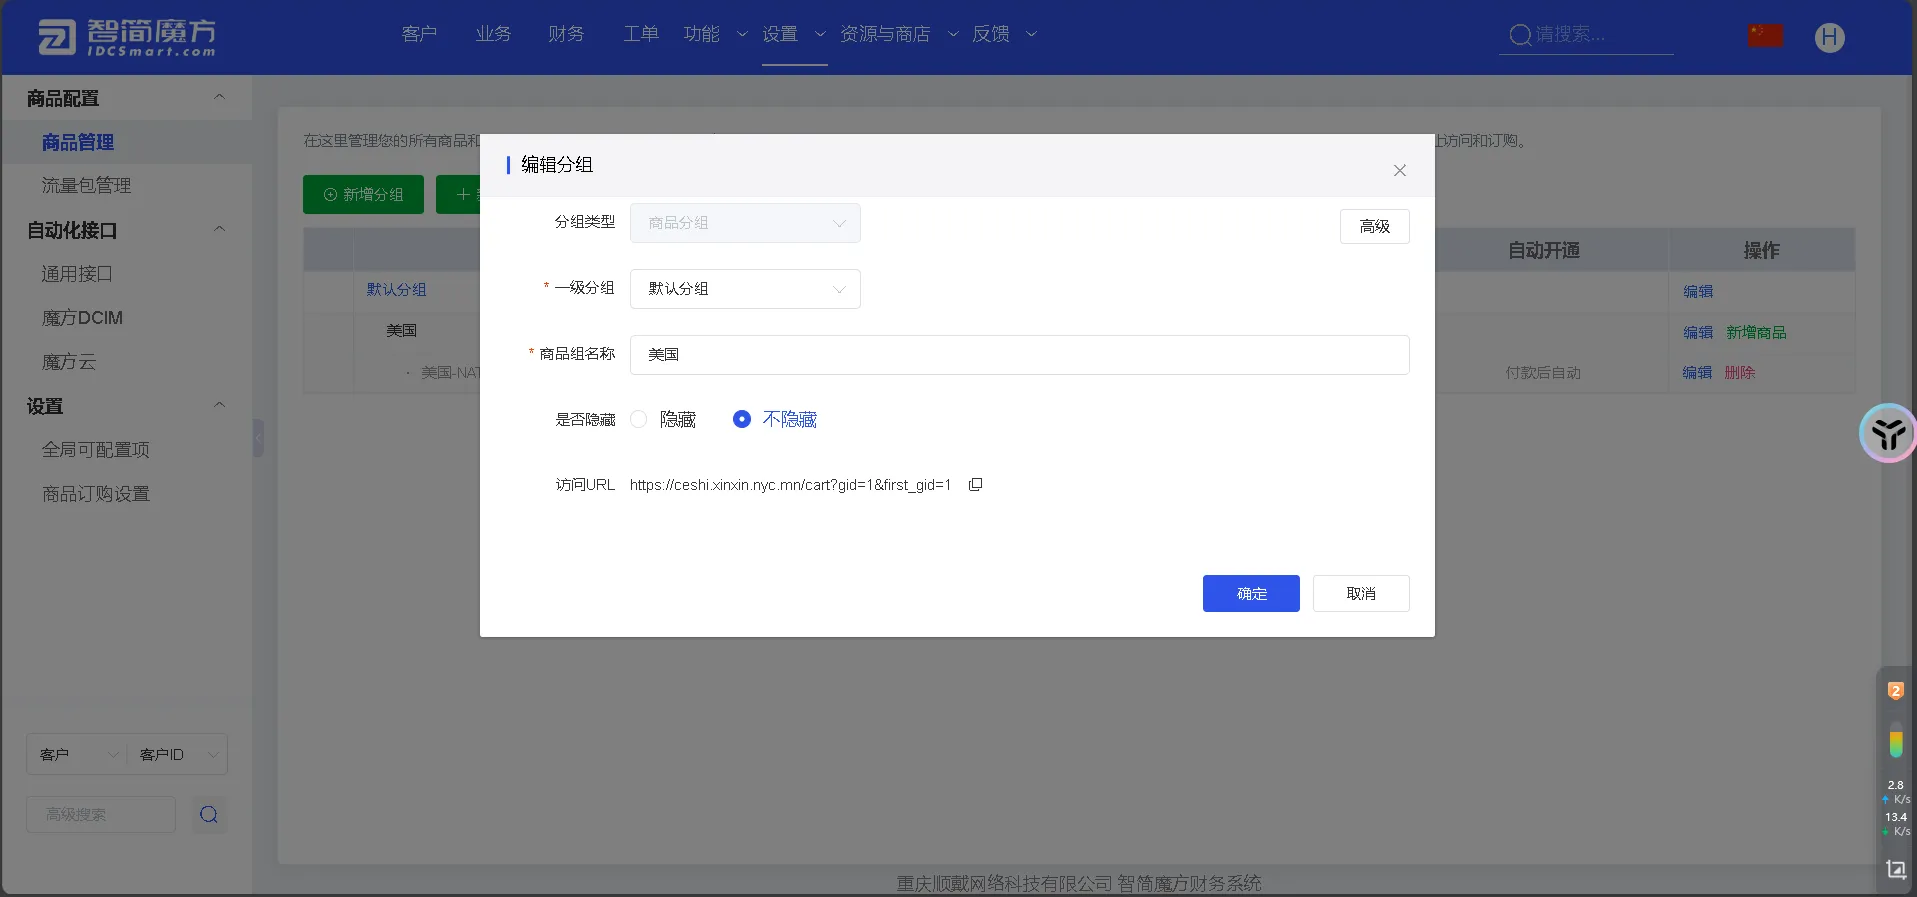 智简魔方
IDCSmart.com
客户 业务 财务 工单 功能 设置 资源与商店 反馈
请搜索...
H
商品配置
商品管理
流量包管理
自动化接口
通用接口
魔方DCIM
魔方云
设置
全局可配置项
商品订购设置
客户 客户ID
高级搜索
在这里管理您的所有商品和
访问和订购。
新增分组
自动开通 操作
默认分组 编辑
美国 编辑 新增商品
· 美国-NAT 付款后自动 编辑 删除
编辑分组
分组类型 商品分组 高级
* 一级分组 默认分组
* 商品组名称 美国
是否隐藏 隐藏 不隐藏
访问URL https://ceshi.xinxin.nyc.mn/cart?gid=1&first_gid=1
确定 取消
2
2.8
K/s
13.4
K/s
重庆顺戴网络科技有限公司 智简魔方财务系统